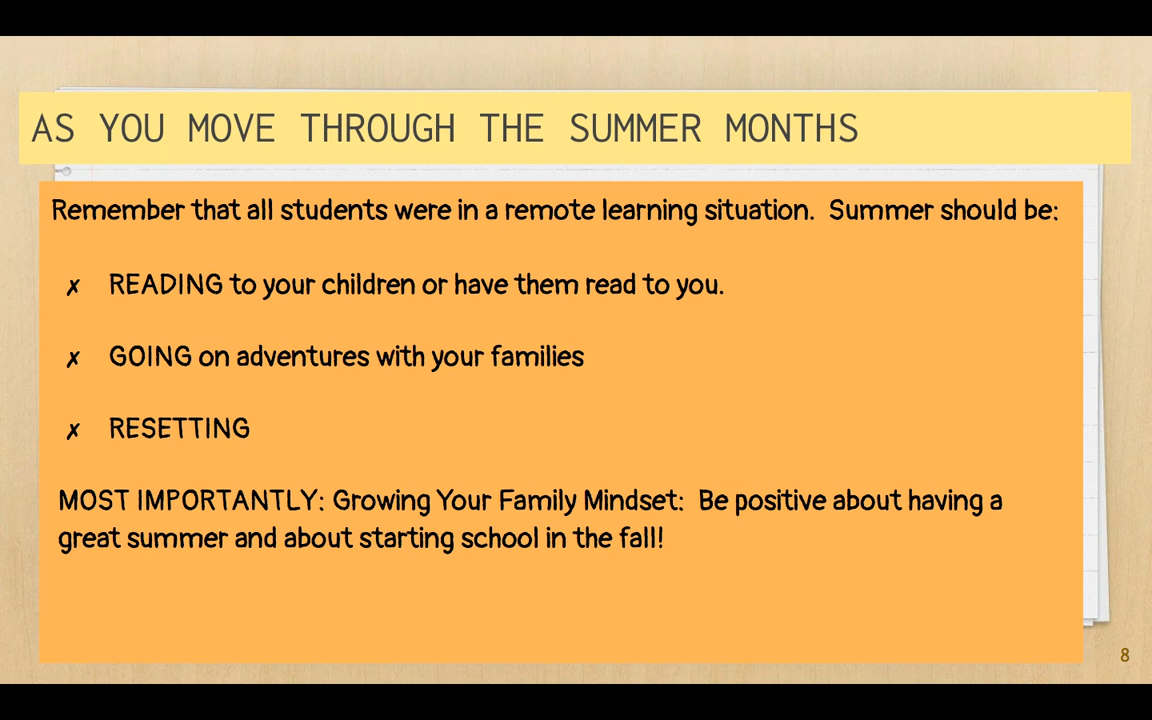 AS YOU MOVE THROUGH THE SUMMER MONTHS
Remember that all students were in a remote learning situation.  Summer should be:
✗ READING to your children or have them read to you.
✗ GOING on adventures with your families
✗ RESETTING
MOST IMPORTANTLY: Growing Your Family Mindset:  Be positive about having a
great summer and about starting school in the fall!
8